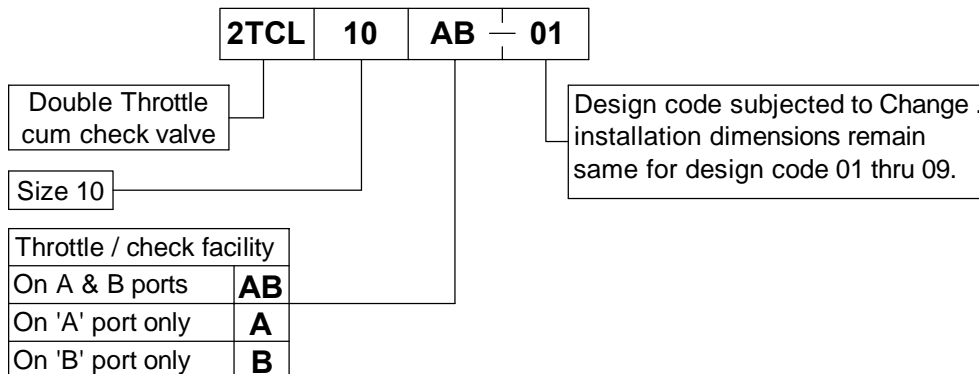 2TCL 10 AB — 01
Double Throttle
cum check valve
Design code subjected to Change .
installation dimensions remain
same for design code 01 thru 09.
Size 10
Throttle / check facility
On A & B ports AB
On 'A' port only A
On 'B' port only B